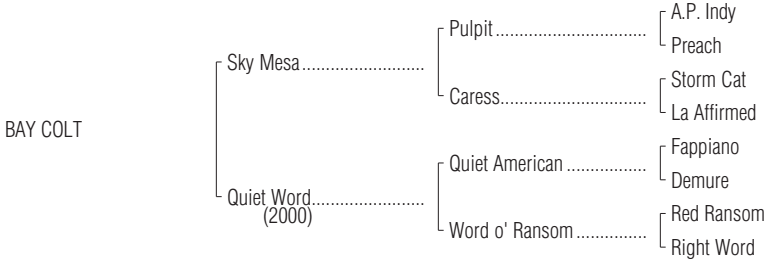 A.P. Indy
Pulpit................................
Preach
Sky Mesa..........................
Storm Cat
Caress...............................
La Affirmed
BAY COLT
Fappiano
Quiet American .................
Demure
Quiet Word........................
(2000)
Red Ransom
Word o' Ransom...............
Right Word